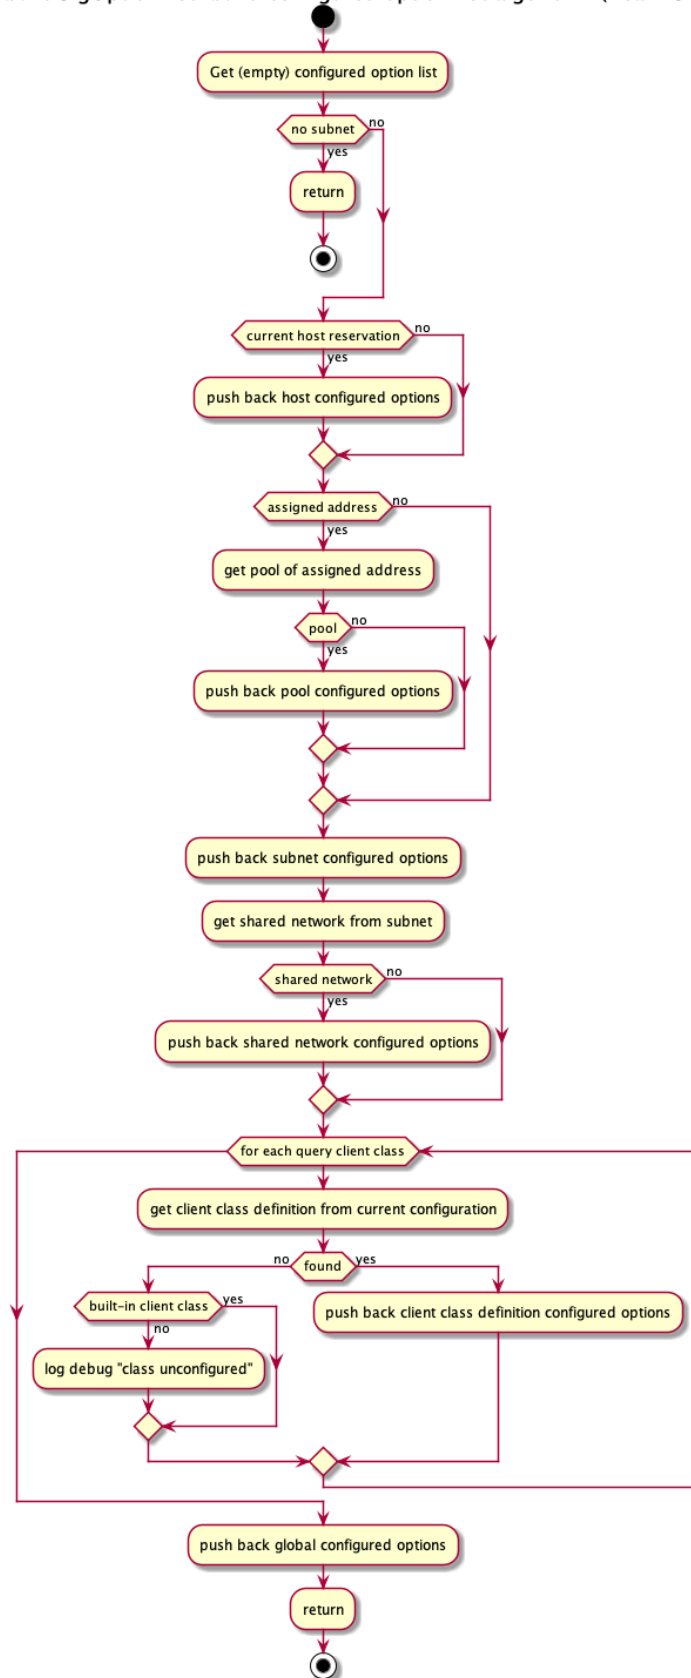 Get (empty) configured option list
no subnet
no
yes
return
current host reservation
no
yes
push back host configured options
assigned address
no
yes
get pool of assigned address
pool
no
yes
push back pool configured options
push back subnet configured options
get shared network from subnet
shared network
no
yes
push back shared network configured options
for each query client class
get client class definition from current configuration
no
found
yes
built-in client class
yes
push back client class definition configured options
no
log debug "class unconfigured"
push back global configured options
return